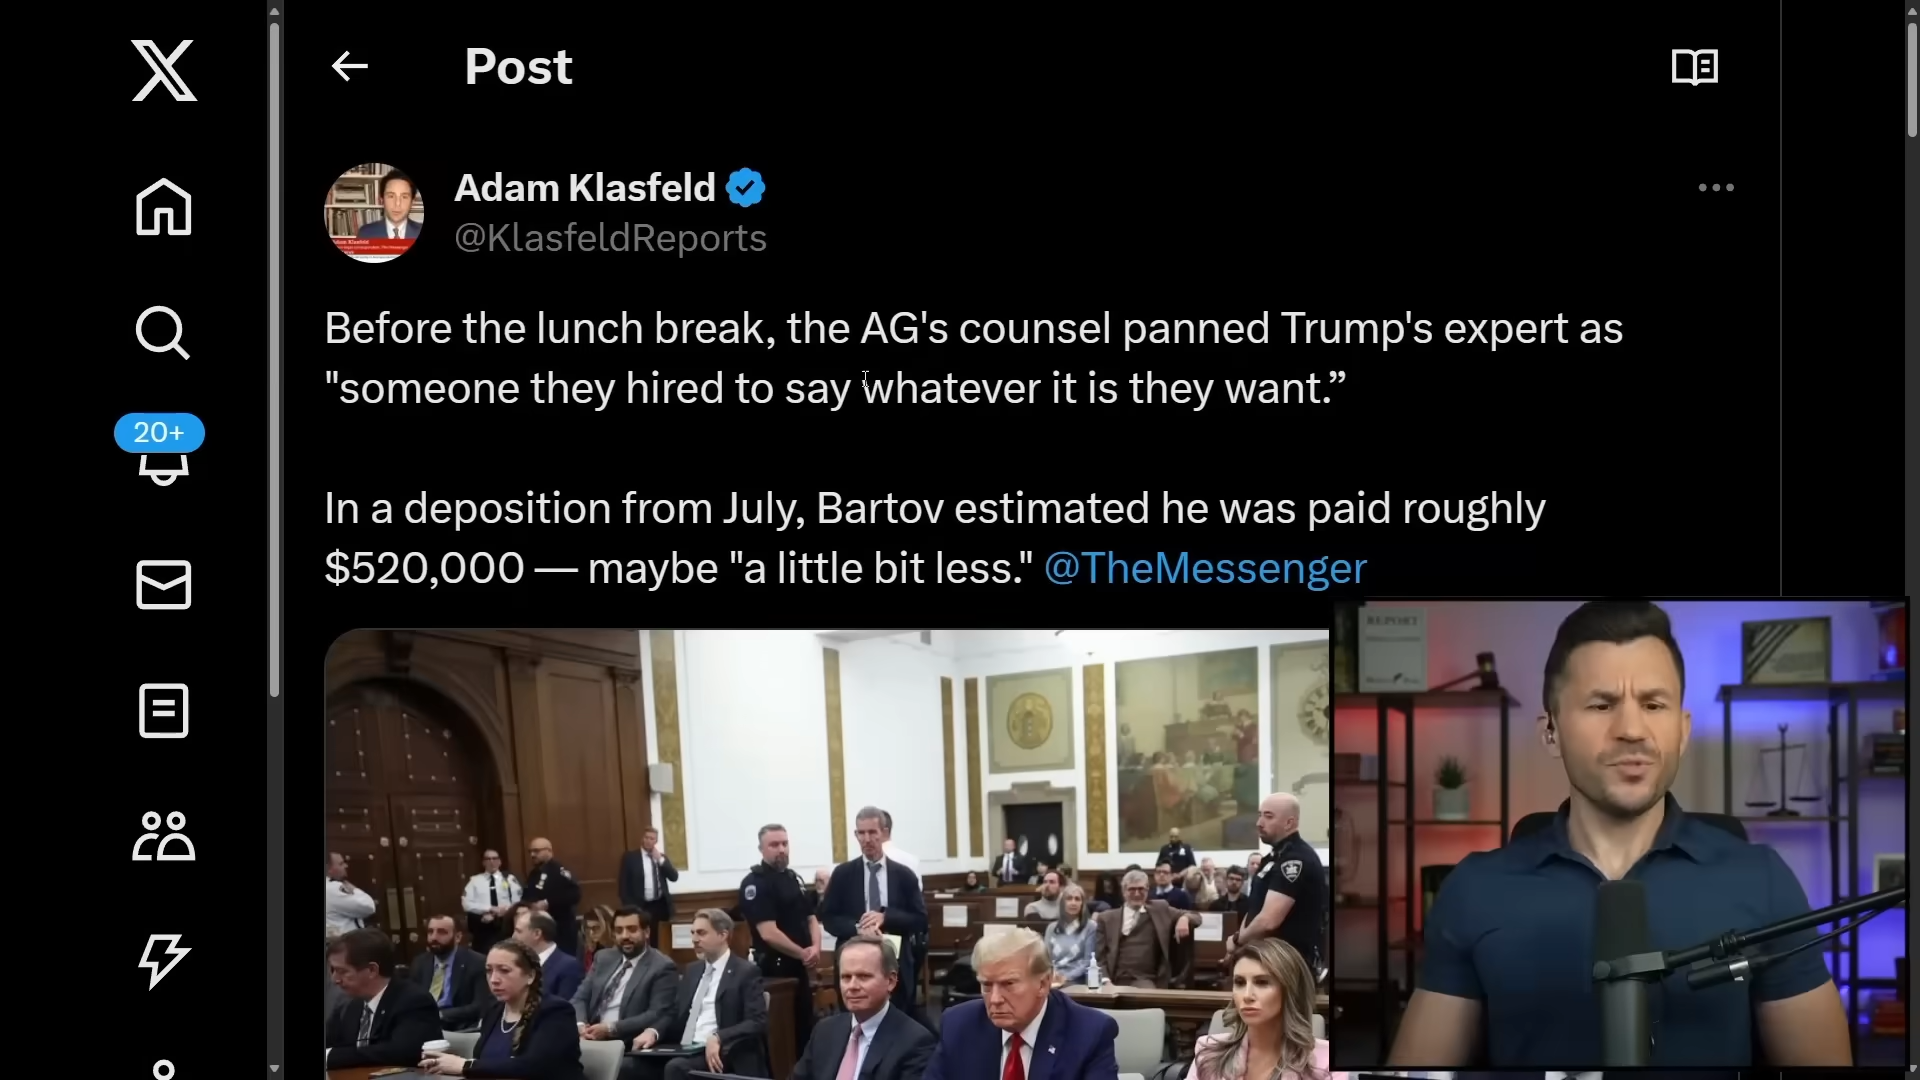 Post
Adam Klasfeld
@KlasfeldReports
Before the lunch break, the AG's counsel panned Trump's expert as
"someone they hired to say whatever it is they want.”
20+
In a deposition from July, Bartov estimated he was paid roughly
$520,000 — maybe "a little bit less." @TheMessenger
REPORT